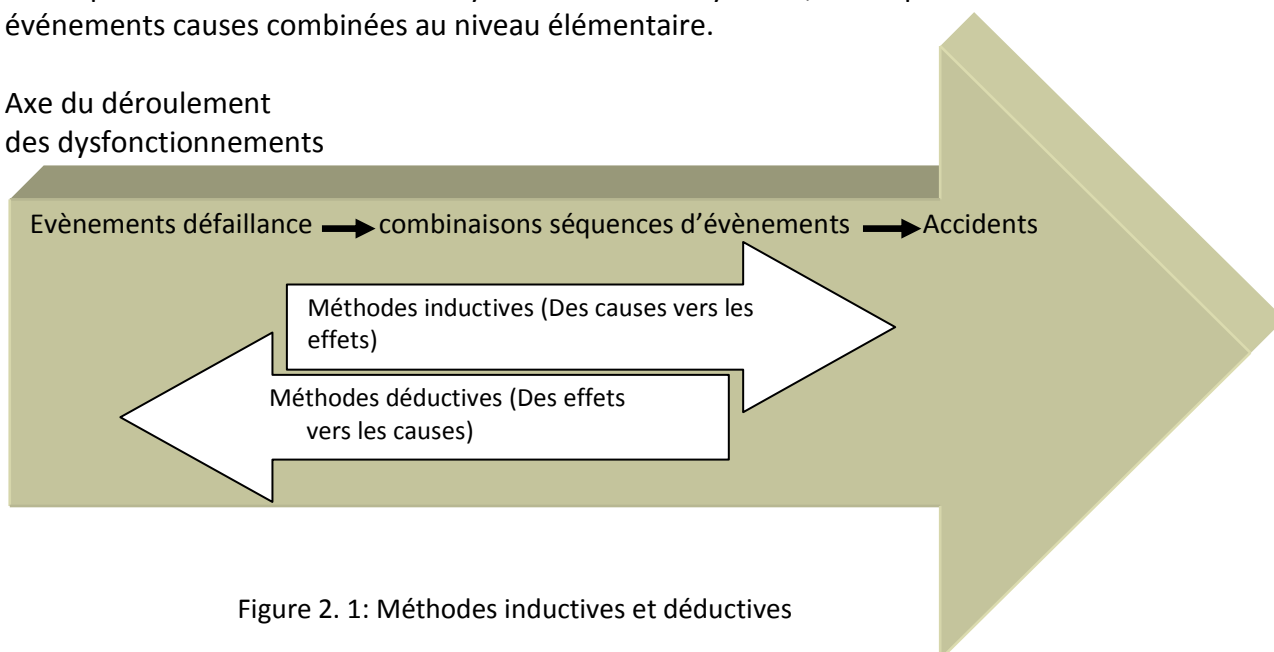 événements causes combinées au niveau élémentaire.
Axe du déroulement
des dysfonctionnements
Evènements défaillance combinaisons séquences d’évènements Accidents
Méthodes inductives (Des causes vers les
effets)
Méthodes déductives (Des effets
vers les causes)
Figure 2. 1: Méthodes inductives et déductives